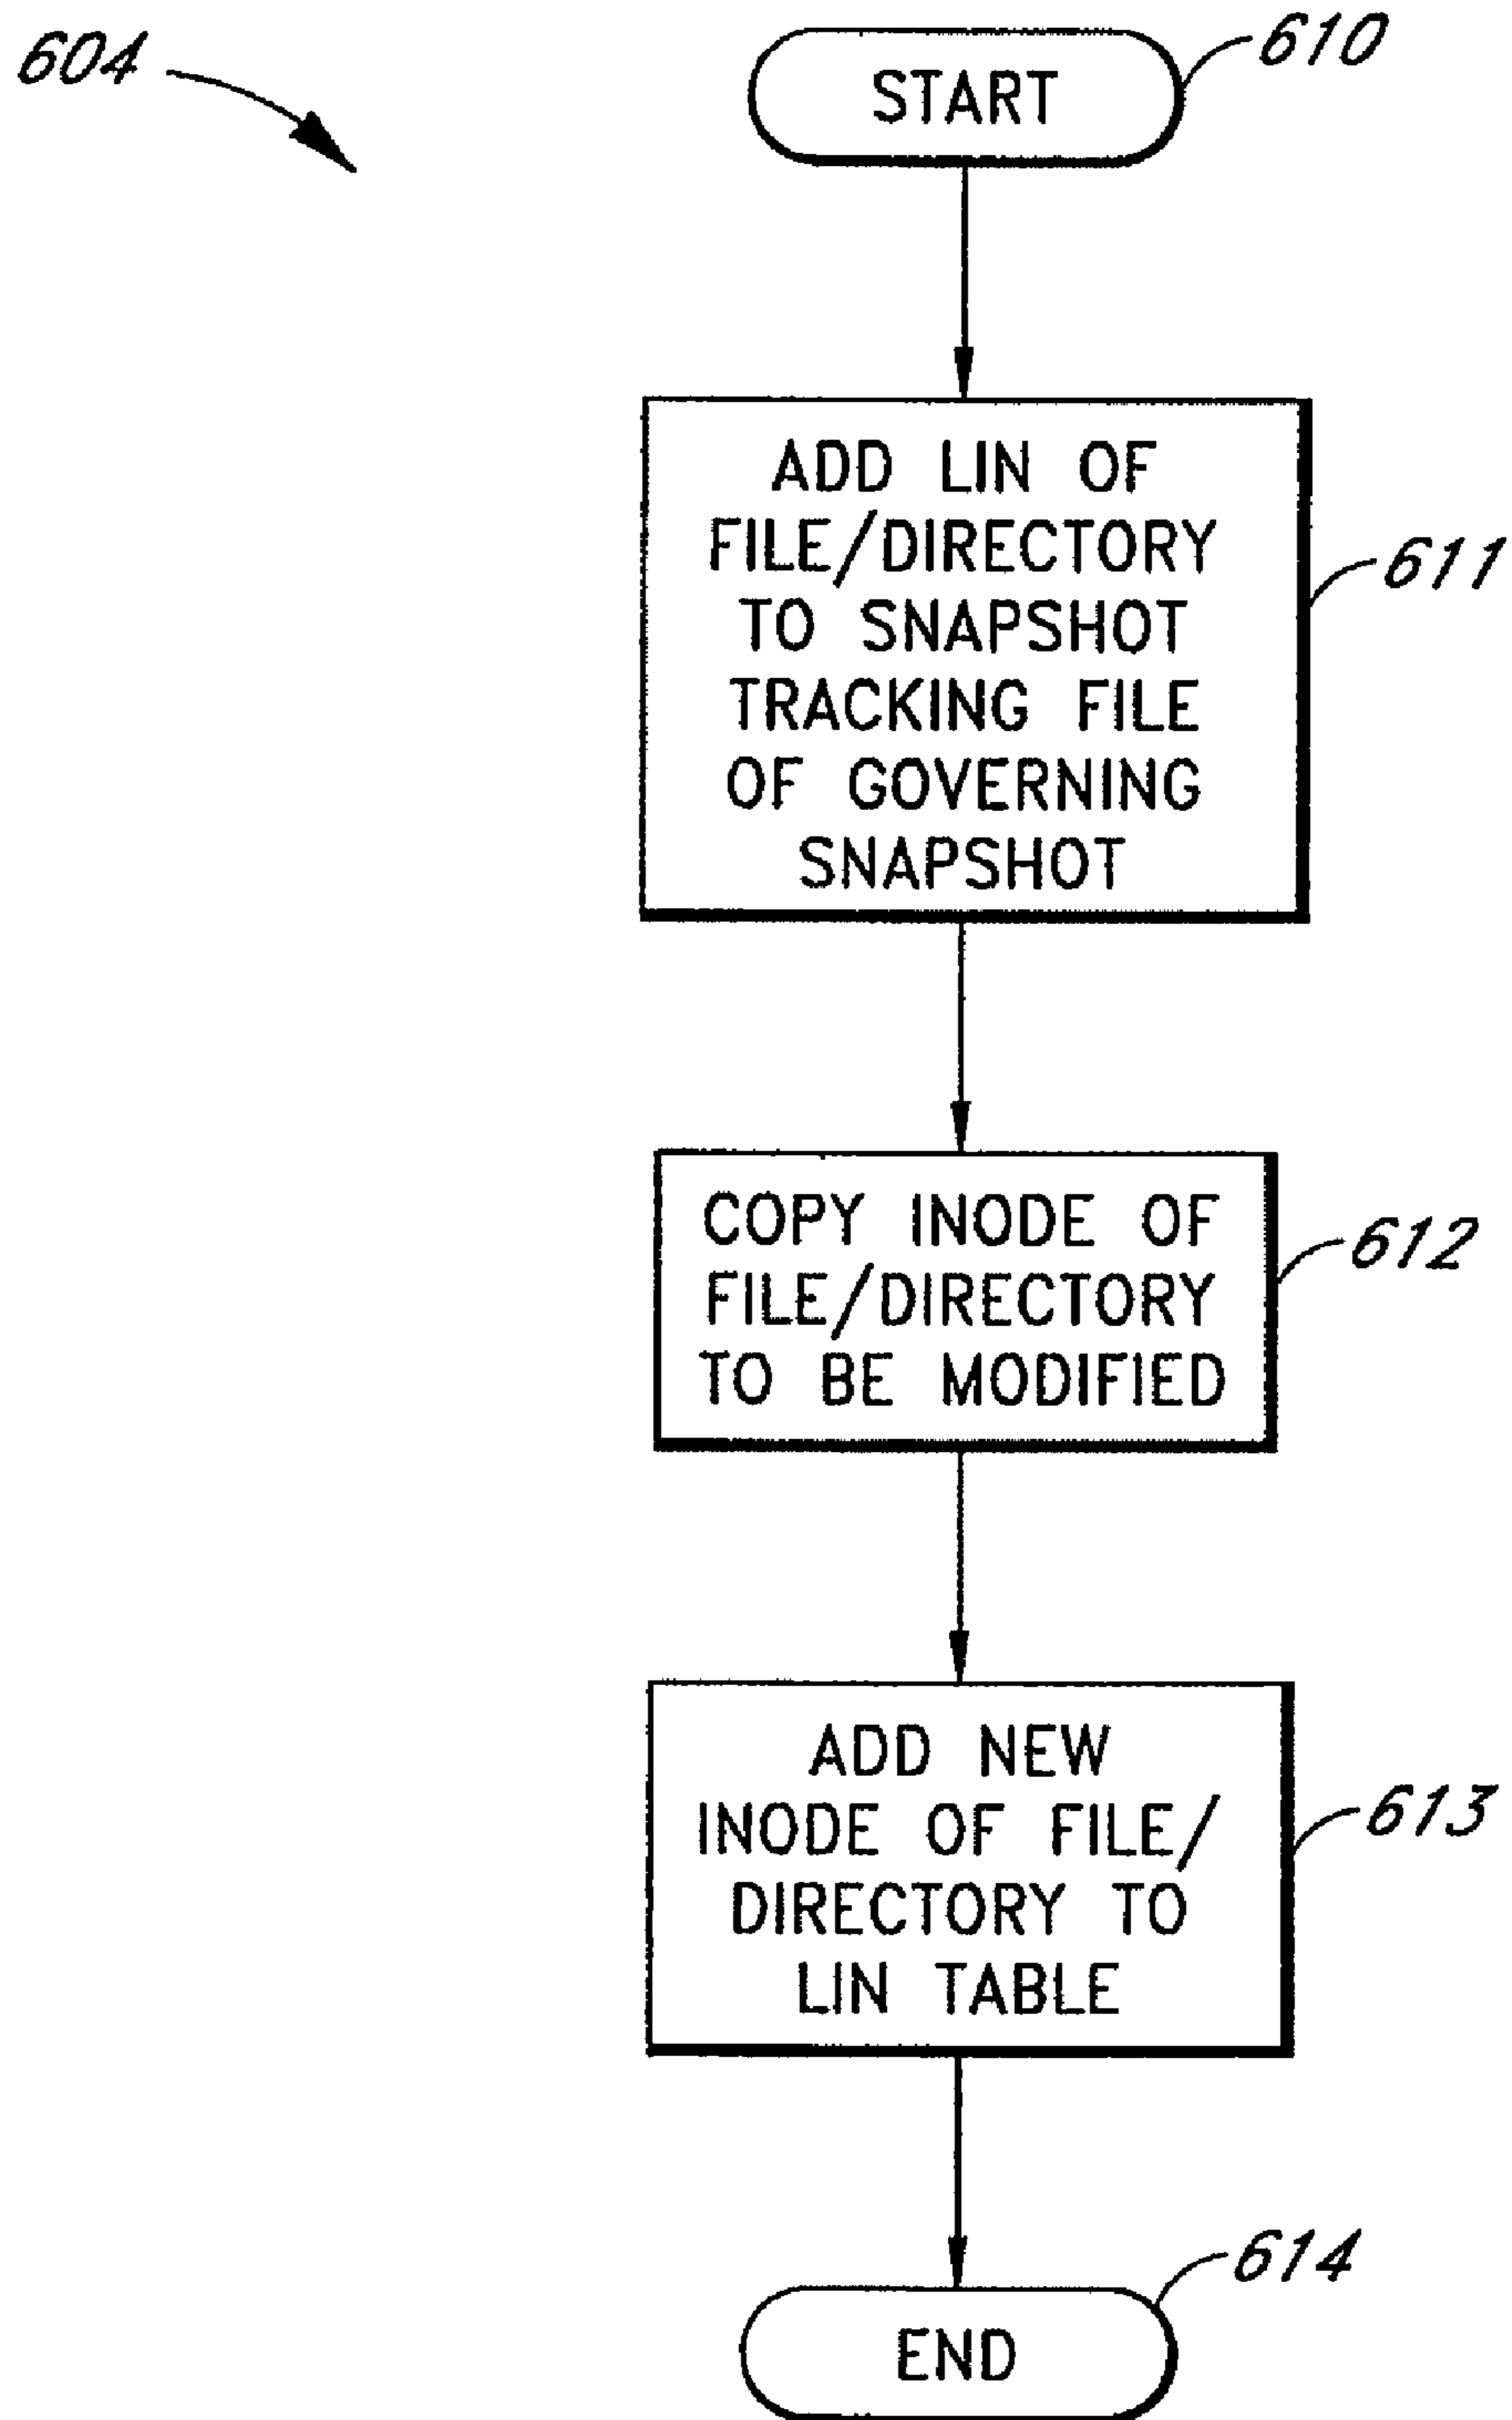 604
START
610
ADD LIN OF
FILE/DIRECTORY
TO SNAPSHOT
TRACKING FILE
OF GOVERNING
SNAPSHOT
611
COPY INODE OF
FILE/DIRECTORY
TO BE MODIFIED
612
ADD NEW
INODE OF FILE/
DIRECTORY TO
LIN TABLE
613
END
614